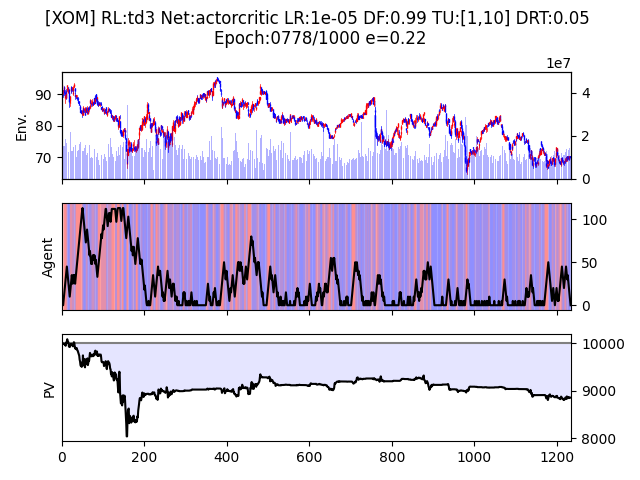 [XOM] RL:td3 Net:actorcritic LR:1e-05 DF:0.99 TU:[1,10] DRT:0.05
Epoch:0778/1000 e=0.22
1e7
Env.
90
80
70
4
2
0
Agent
100
50
0
PV
10000
9000
8000
0 200 400 600 800 1000 1200